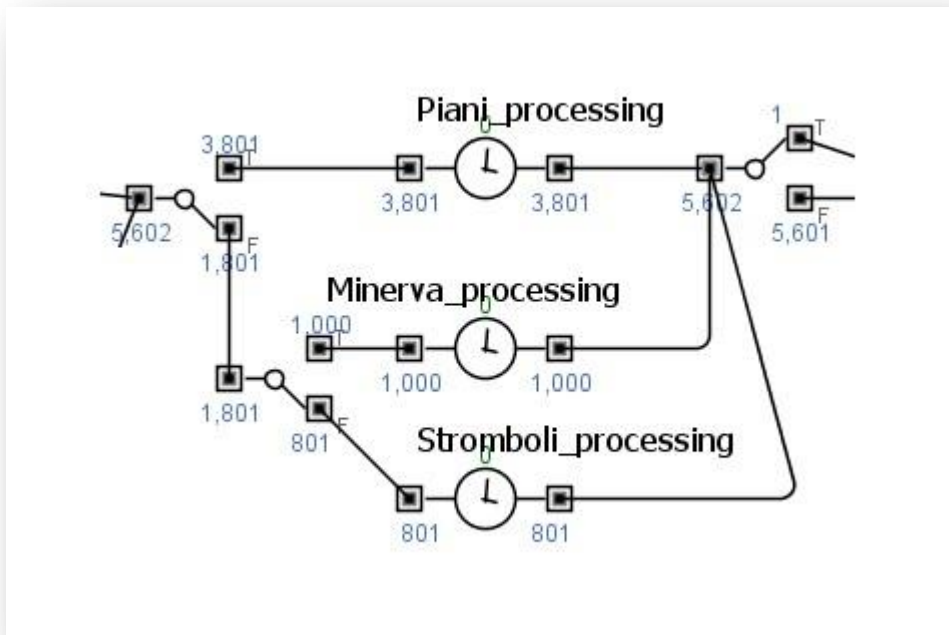 Piani_processing
0
1
T
3,801
T
3,801
3,801
5,602
5,602
F
1,801
F
5,601
Minerva_processing
0
1,000
T
1,000
1,000
1,801
F
801
Stromboli_processing
0
801
801